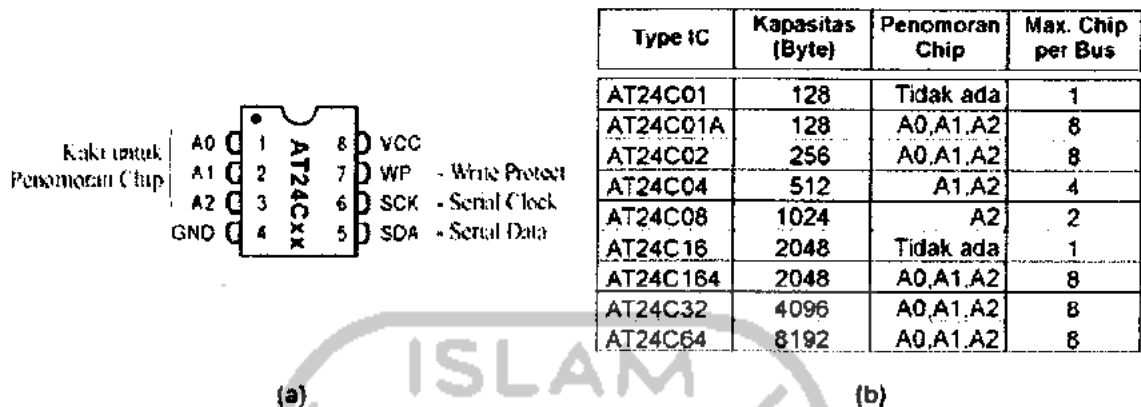 Kaki untuk
Penomoran Chip
A0 1 8 VCC
A1 2 7 WP - Write Protect
A2 3 6 SCK - Serial Clock
GND 4 5 SDA - Serial Data
AT24Cxx
(a)
Type IC Kapasitas (Byte) Penomoran Chip Max. Chip per Bus
AT24C01 128 Tidak ada 1
AT24C01A 128 A0,A1,A2 8
AT24C02 256 A0,A1,A2 8
AT24C04 512 A1,A2 4
AT24C08 1024 A2 2
AT24C16 2048 Tidak ada 1
AT24C164 2048 A0,A1,A2 8
AT24C32 4096 A0,A1,A2 8
AT24C64 8192 A0,A1,A2 8
(b)
ISLAM